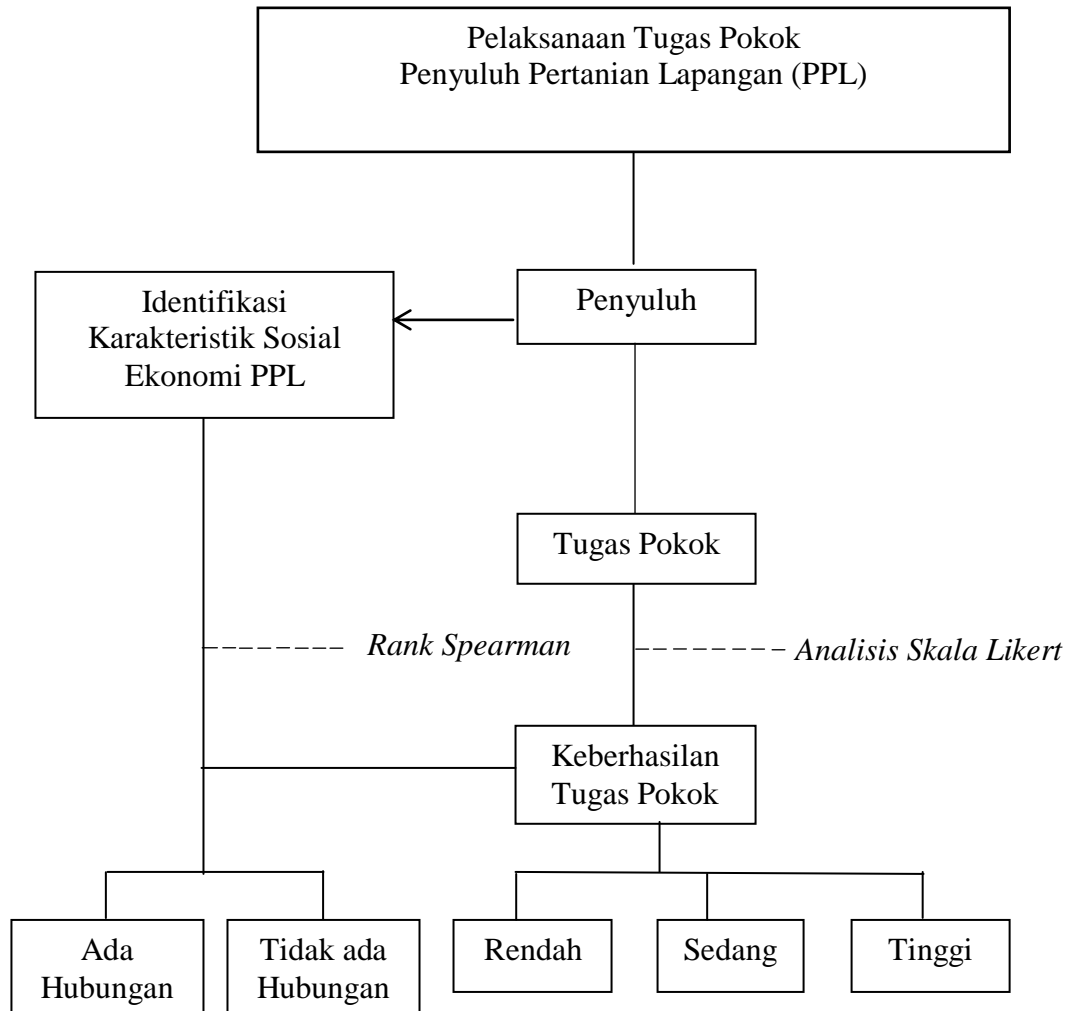 Pelaksanaan Tugas Pokok
Penyuluh Pertanian Lapangan (PPL)
Identifikasi
Karakteristik Sosial
Ekonomi PPL
Penyuluh
Tugas Pokok
Rank Spearman
Analisis Skala Likert
Keberhasilan
Tugas Pokok
Ada
Hubungan
Tidak ada
Hubungan
Rendah
Sedang
Tinggi